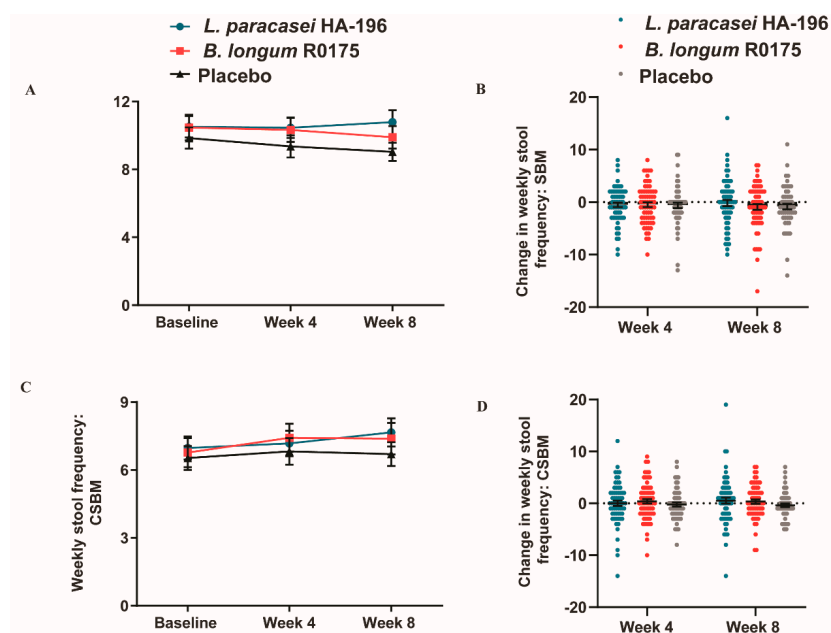 L. paracasei HA-196
B. longum R0175
Placebo
A
12
9
6
3
0
Baseline
Week 4
Week 8
L. paracasei HA-196
B. longum R0175
Placebo
B
Change in weekly stool
frequency: SBM
20
10
0
-10
-20
Week 4
Week 8
C
Weekly stool frequency:
CSBM
9
6
3
0
Baseline
Week 4
Week 8
D
Change in weekly stool
frequency: CSBM
20
10
0
-10
-20
Week 4
Week 8